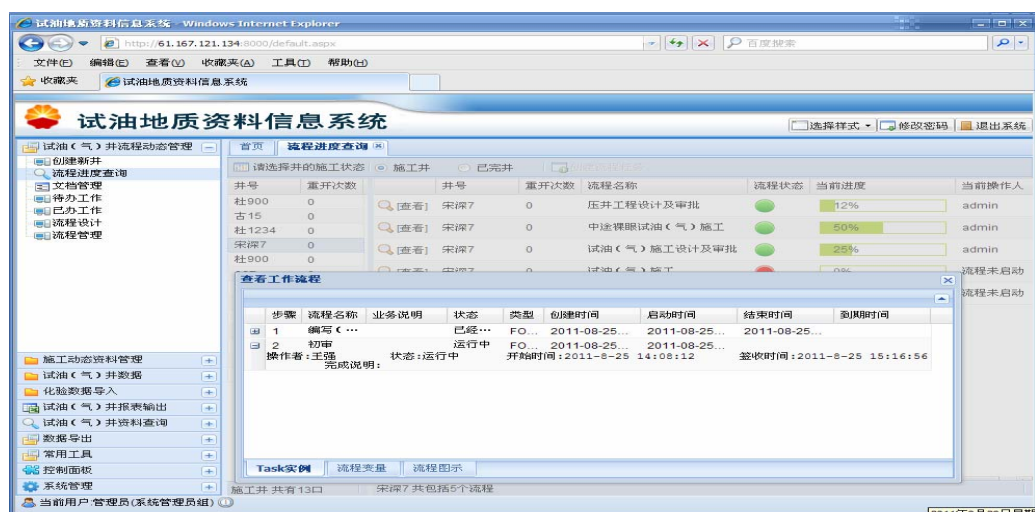 试油地质资料信息系统 - Windows Internet Explorer
http://61.167.121.134:8000/default.aspx
百度搜索
文件(F) 编辑(E) 查看(V) 收藏夹(A) 工具(T) 帮助(H)
收藏夹 试油地质资料信息系统
试油地质资料信息系统
选择样式 修改密码 退出系统
试油(气)井流程动态管理
首页 流程进度查询
创建新井
流程进度查询
文档管理
待办工作
已办工作
流程设计
流程管理
请选择井的施工状态 施工井 已完井
井号 重开次数 井号 重开次数 流程名称 流程状态 当前进度 当前操作人
杜900 0 [查看] 宋深7 0 压井工程设计及审批 12% admin
古15 0
杜1234 0 [查看] 宋深7 0 中途裸眼试油(气)施工 50% admin
宋深7 0 [查看] 宋深7 0 试油(气)施工设计及审批 25% admin
杜900 0
[查看] 宋深7 0 试油(气)施工 0% 流程未启动
流程未启动
查看工作流程
步骤 流程名称 业务说明 状态 类型 创建时间 启动时间 结束时间 到期时间
1 编写(… 已经… FO... 2011-08-25... 2011-08-25... 2011-08-25...
2 初审 运行中 FO... 2011-08-25... 2011-08-25...
操作者:王强 状态:运行中 开始时间:2011-8-25 14:08:12 签收时间:2011-8-25 15:16:56
完成说明:
Task实例 流程变量 流程图示
施工动态资料管理
试油(气)井数据
化验数据导入
试油(气)井报表输出
试油(气)井资料查询
数据导出
常用工具
控制面板
系统管理
施工井 共有13口 宋深7 共包括5个流程
当前用户:管理员(系统管理员组)